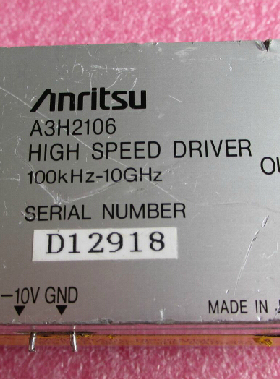 Anritsu
A3H2106
HIGH SPEED DRIVER
100kHz-10GHz
SERIAL NUMBER
D12918
-10V GND
MADE IN